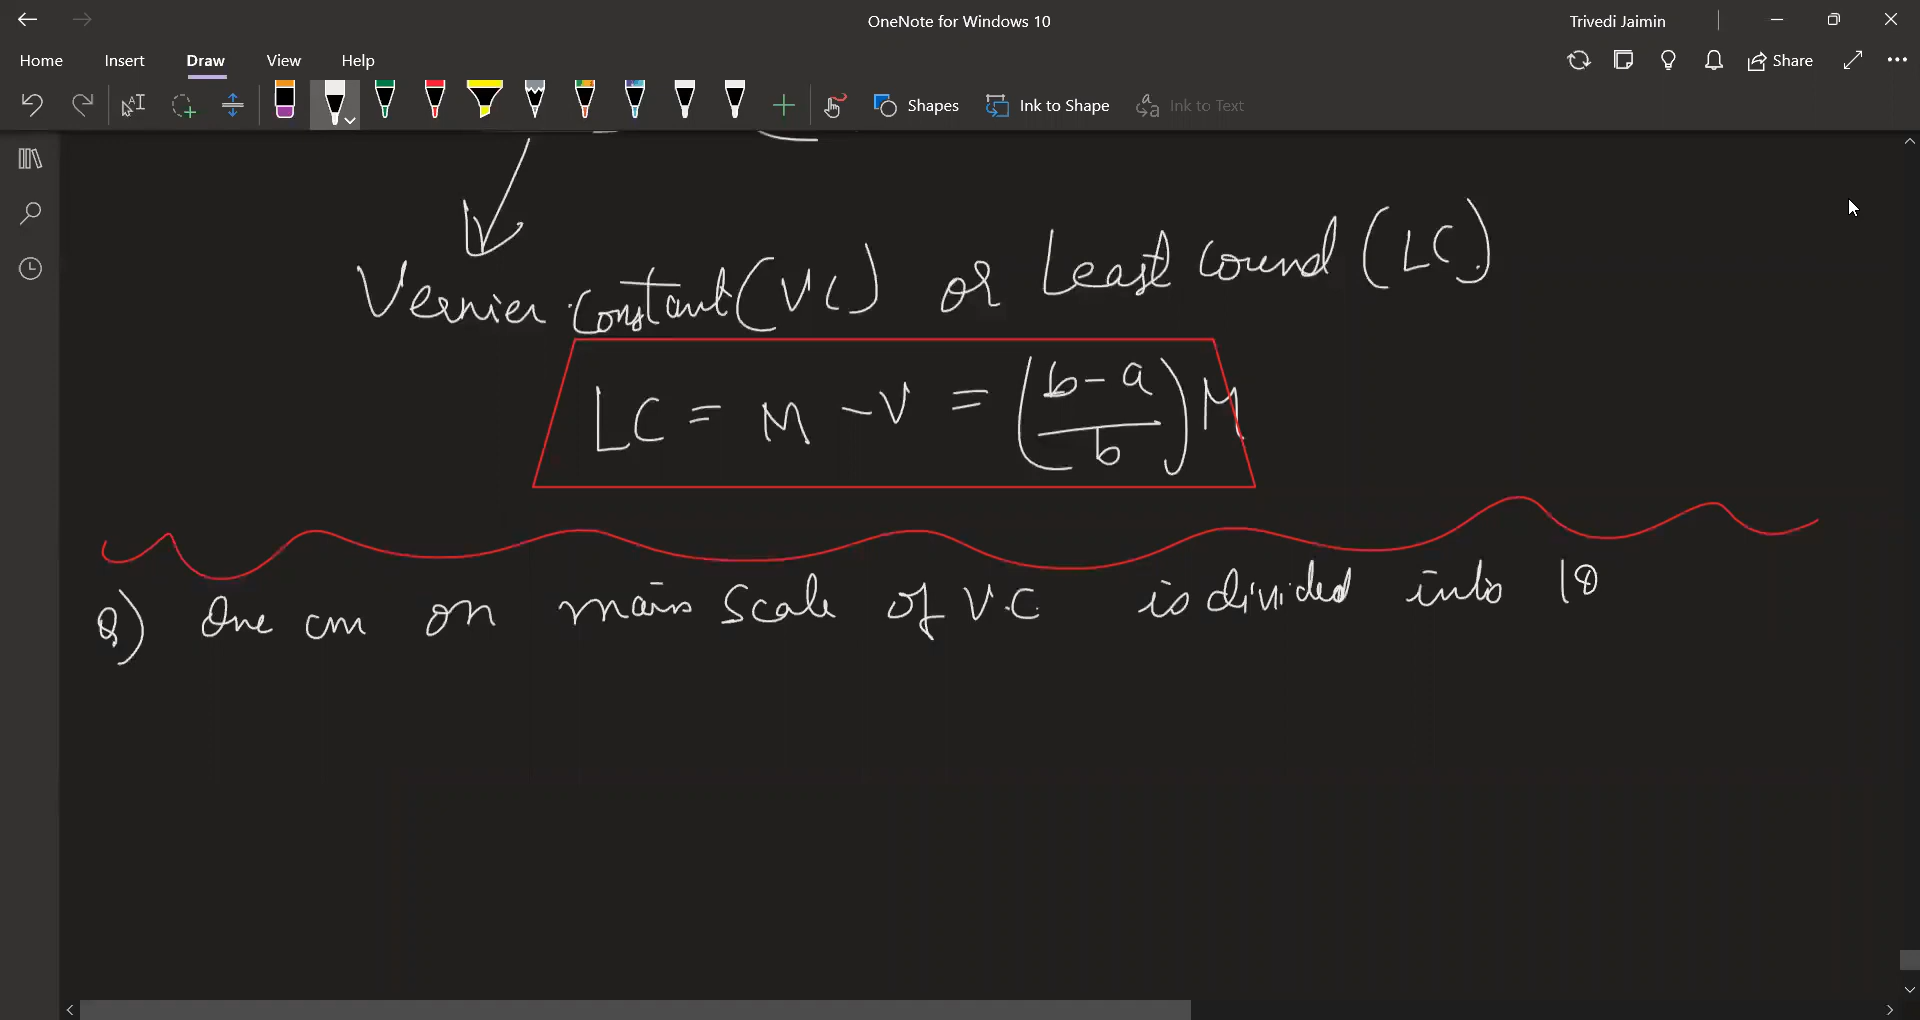 OneNote for Windows 10
Trivedi Jaimin
Home Insert Draw View Help
Share
Shapes Ink to Shape Ink to Text
Vernier constant (VC) or Least cound (LC)
LC = M - V = (b-a/b) M
Q) One cm on main scale of V.C. is divided into 10